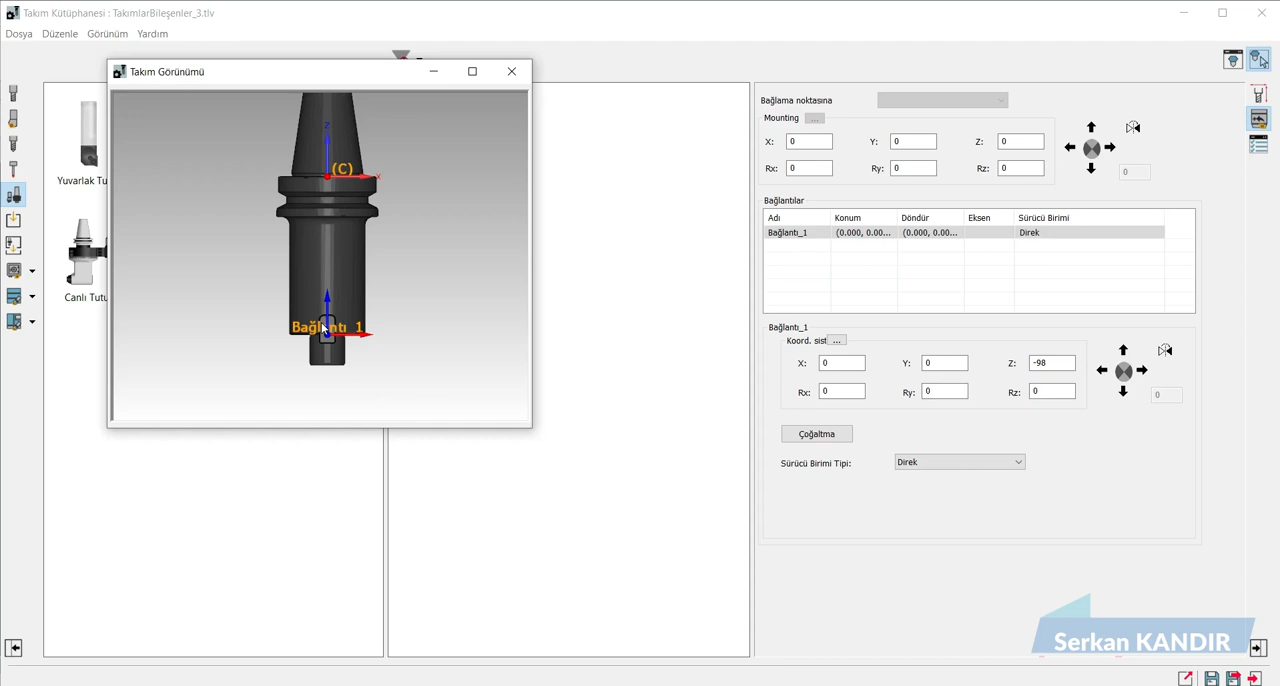 Takım Kütüphanesi : TakımlarBileşenler_3.tlv
Dosya Düzenle Görünüm Yardım
Takım Görünümü
Yuvarlak Tu
Canlı Tutu
z
(C)
x
Bağlantı_1
Bağlama noktasına
Mounting ...
X: 0 Y: 0 Z: 0
Rx: 0 Ry: 0 Rz: 0
0
Bağlantılar
Adı Konum Döndür Eksen Sürücü Birimi
Bağlantı_1 (0.000, 0.00... (0.000, 0.00... Direk
Bağlantı_1
Koord. sist ...
X: 0 Y: 0 Z: -98
Rx: 0 Ry: 0 Rz: 0
0
Çoğaltma
Sürücü Birimi Tipi: Direk
Serkan KANDIR